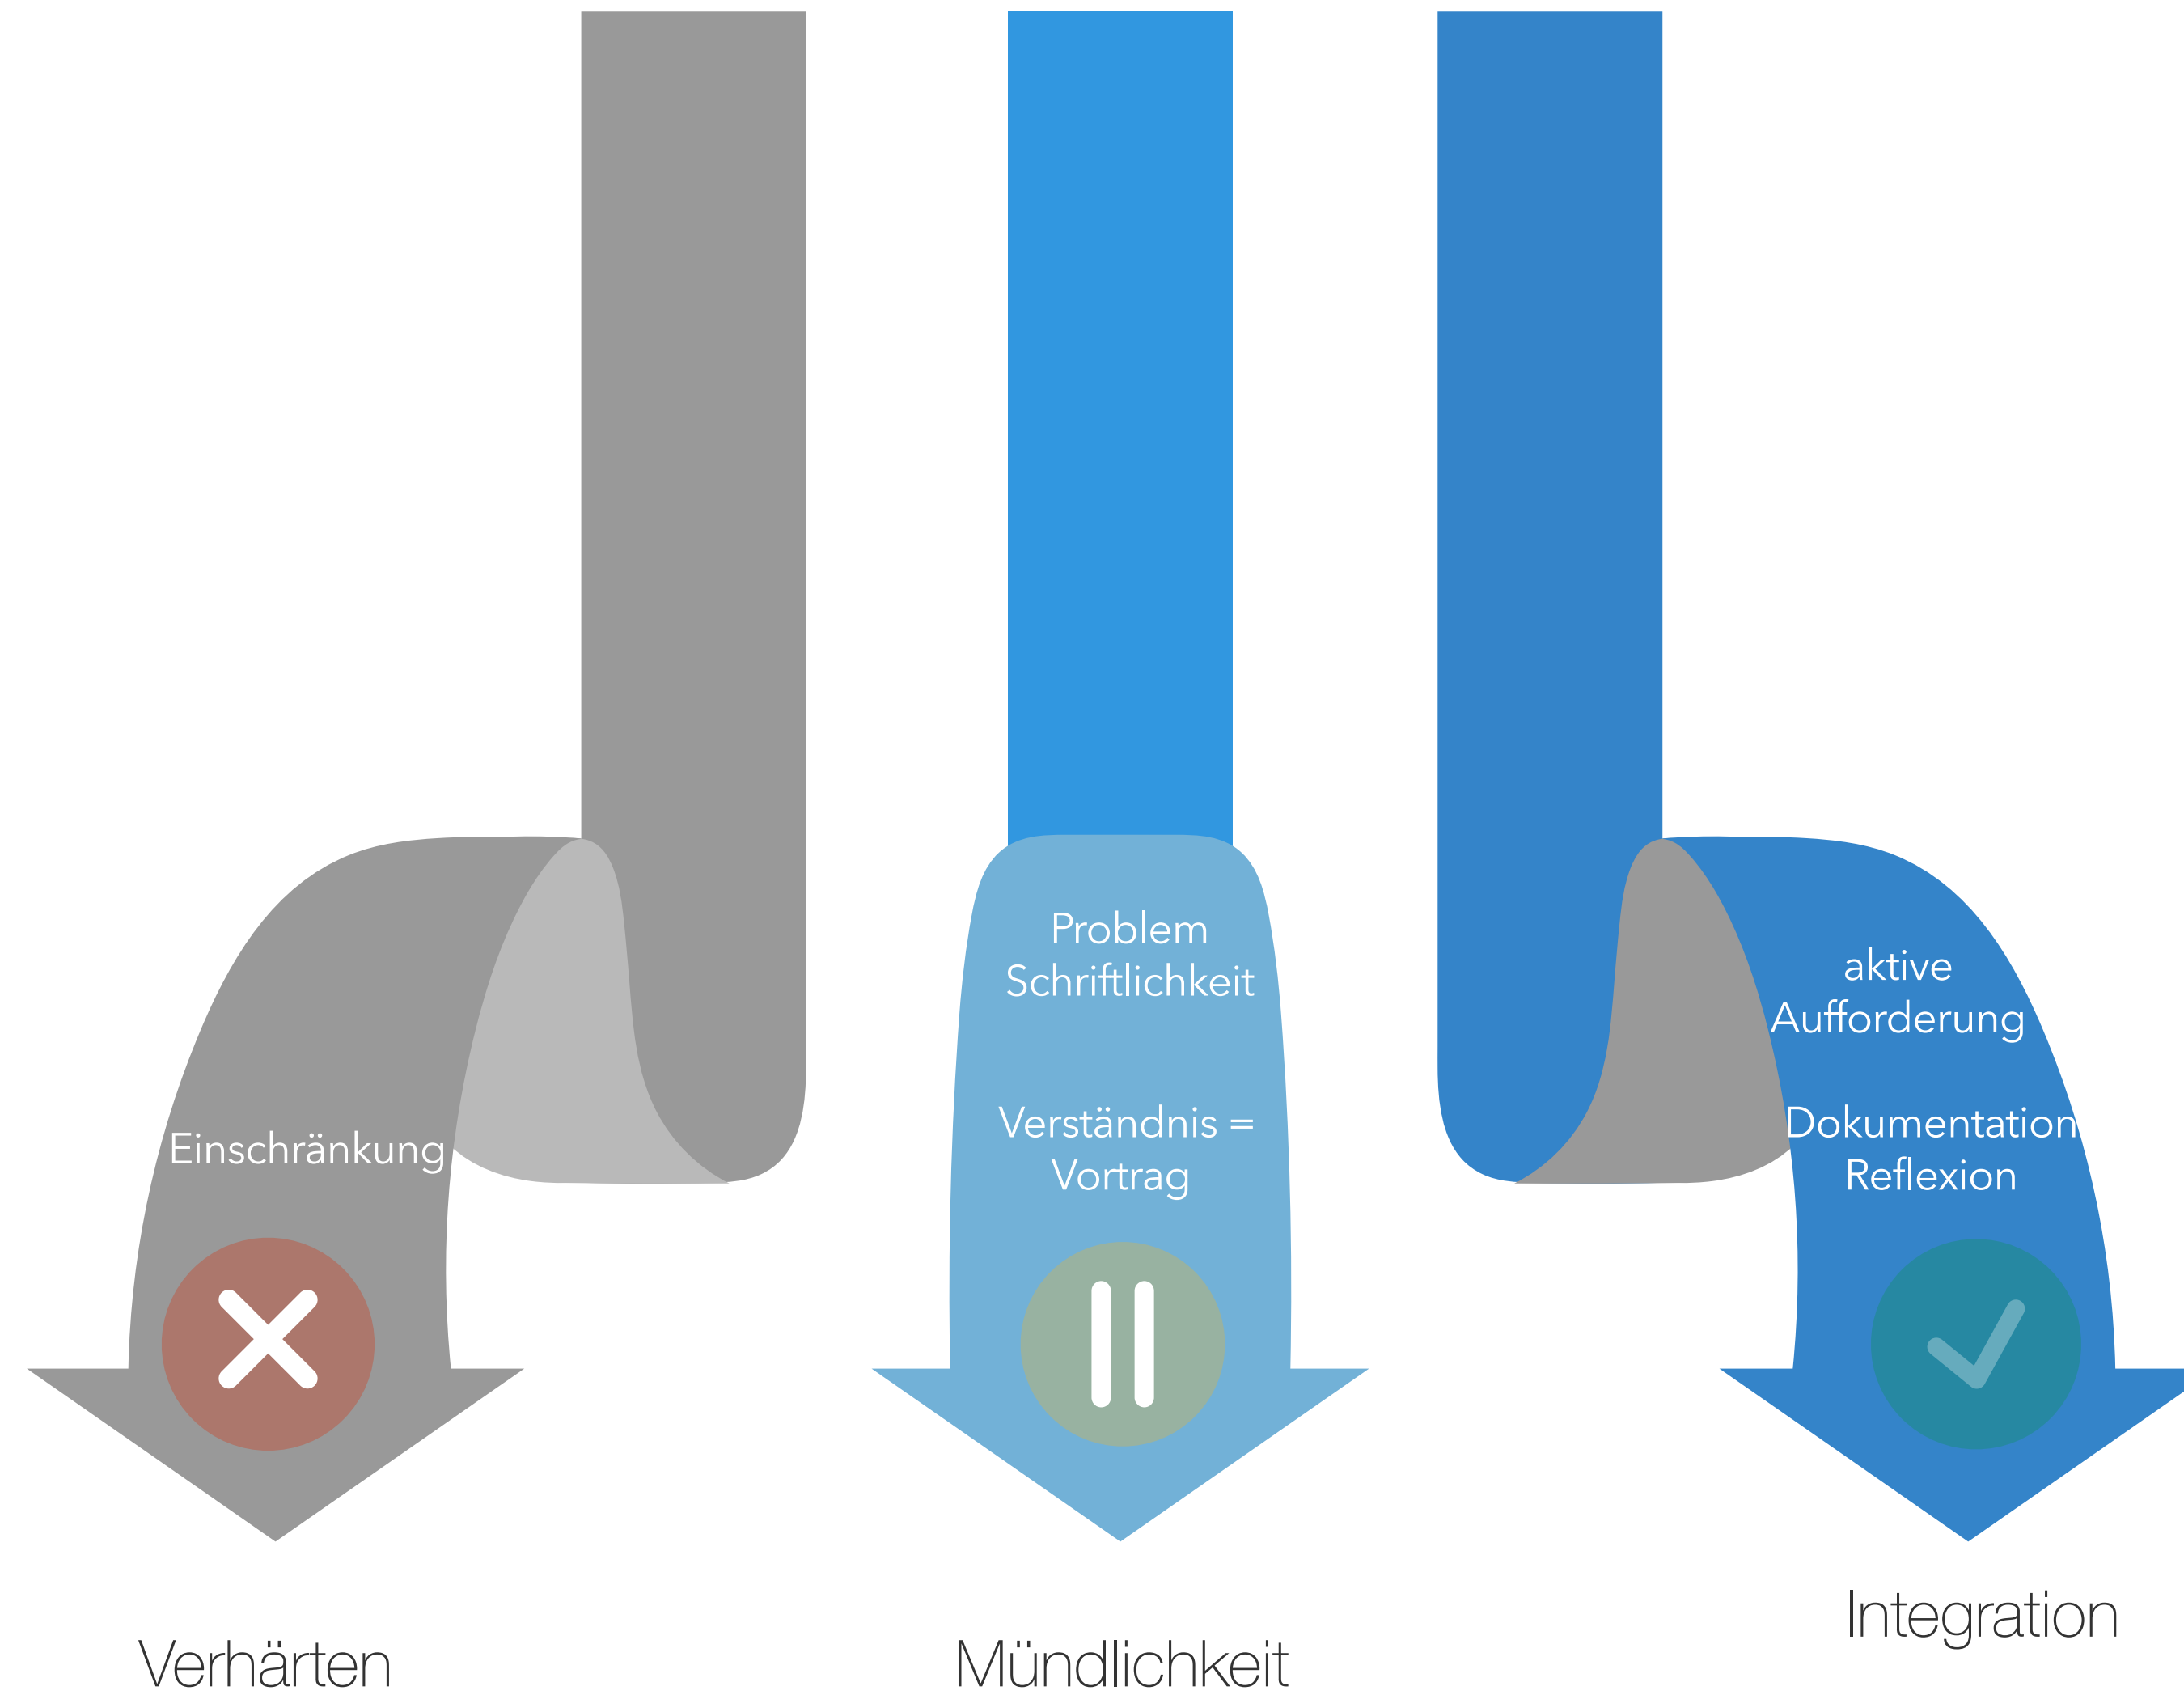 Einschränkung
Verhärten
Problem
Schriftlichkeit
Verständnis =
Vortrag
Mündlichkeit
aktive
Aufforderung
Dokumentation
Reflexion
Integration